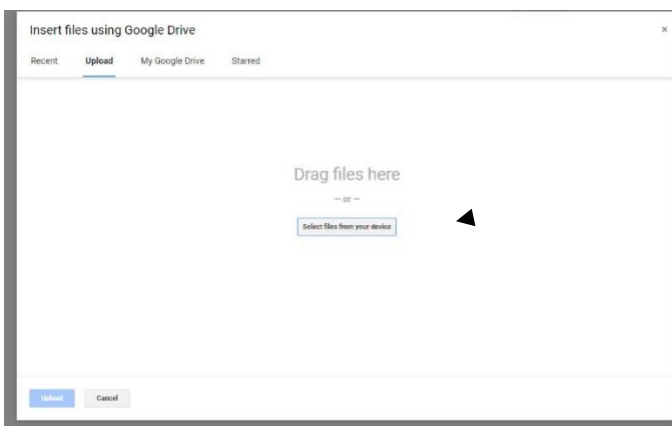 Insert files using Google Drive
×
Recent Upload My Google Drive Starred
Drag files here
— or —
Select files from your device
Upload Cancel